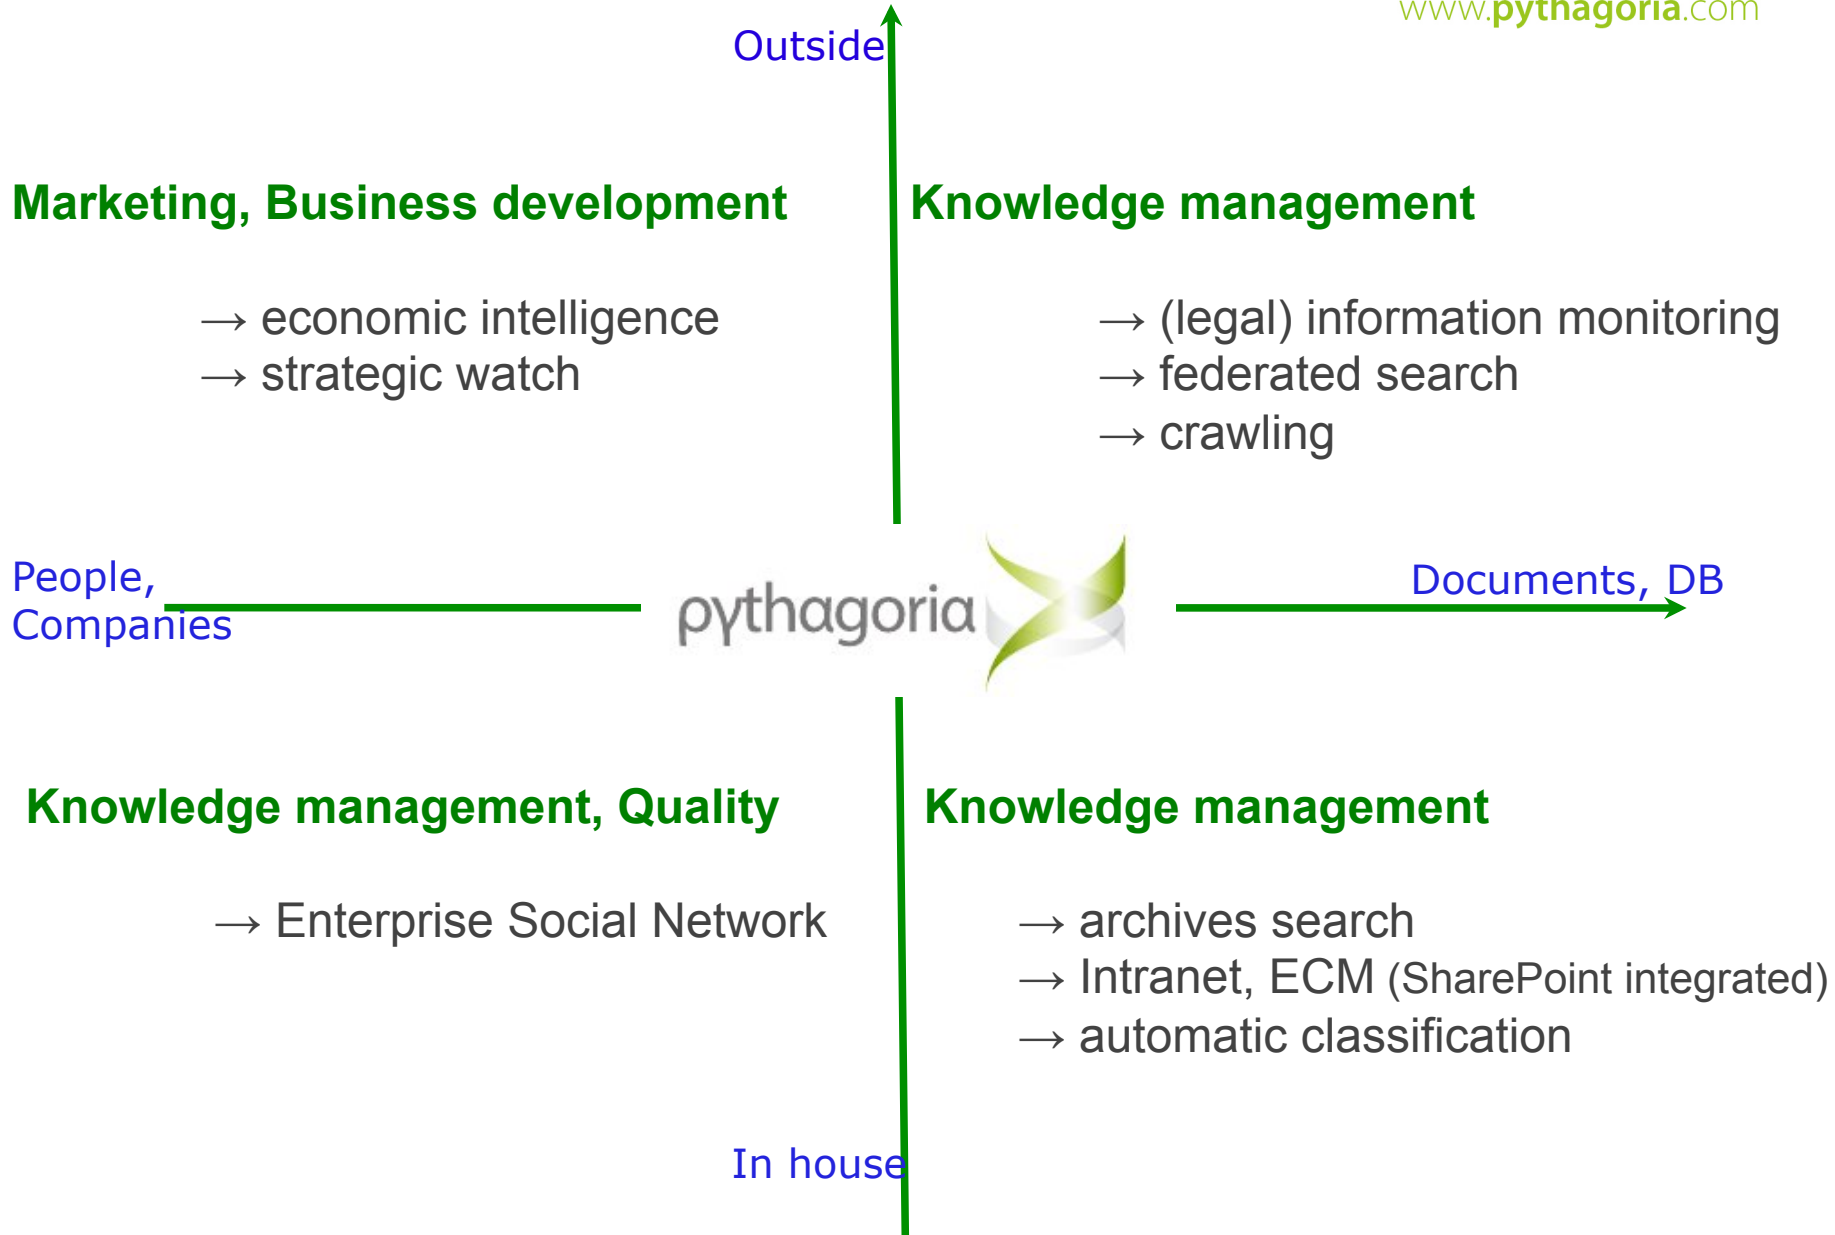 www.pythagoria.com
Outside
Marketing, Business development
→ economic intelligence
→ strategic watch
Knowledge management
→ (legal) information monitoring
→ federated search
→ crawling
People,
Companies
pythagoria
Documents, DB
Knowledge management, Quality
→ Enterprise Social Network
Knowledge management
→ archives search
→ Intranet, ECM (SharePoint integrated)
→ automatic classification
In house